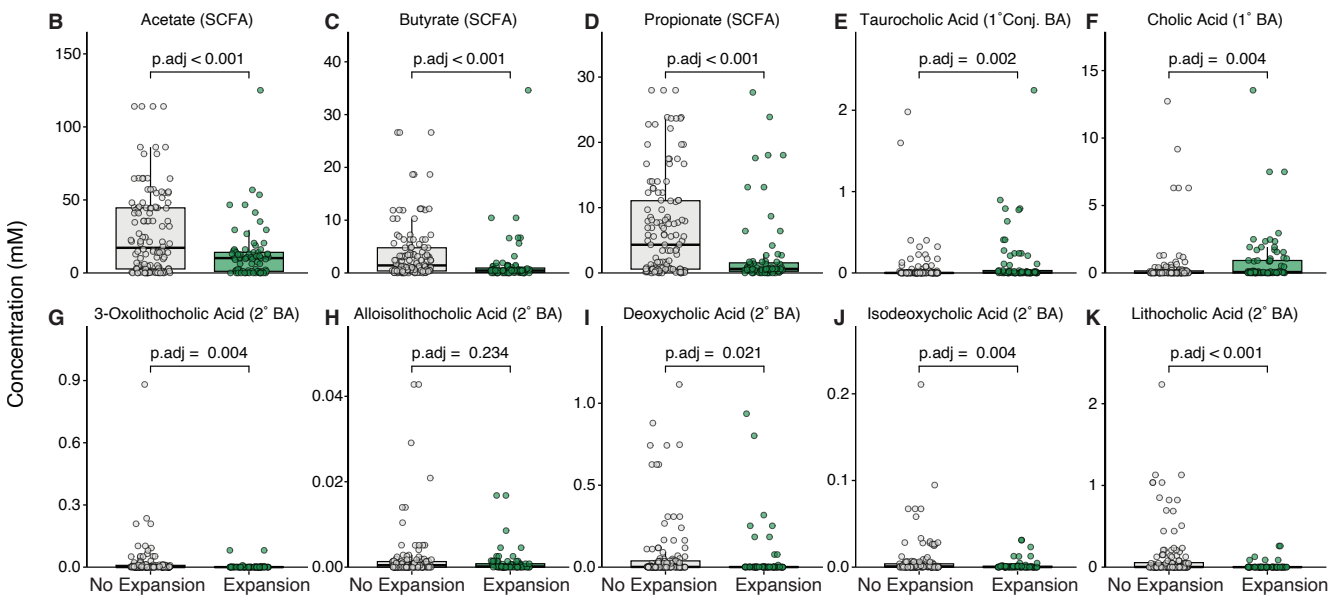 B Acetate (SCFA)
C Butyrate (SCFA)
D Propionate (SCFA)
E Taurocholic Acid (1°Conj. BA)
F Cholic Acid (1° BA)
p.adj < 0.001
p.adj < 0.001
p.adj < 0.001
p.adj = 0.002
p.adj = 0.004
150
100
50
0
40
30
20
10
0
30
20
10
0
2
1
0
15
10
5
0
Concentration (mM)
G 3-Oxolithocholic Acid (2° BA)
H Alloisolithocholic Acid (2° BA)
I Deoxycholic Acid (2° BA)
J Isodeoxycholic Acid (2° BA)
K Lithocholic Acid (2° BA)
p.adj = 0.004
p.adj = 0.234
p.adj = 0.021
p.adj = 0.004
p.adj < 0.001
0.9
0.6
0.3
0.0
0.04
0.02
0.00
1.0
0.5
0.0
0.2
0.1
0.0
2
1
0
No Expansion Expansion
No Expansion Expansion
No Expansion Expansion
No Expansion Expansion
No Expansion Expansion